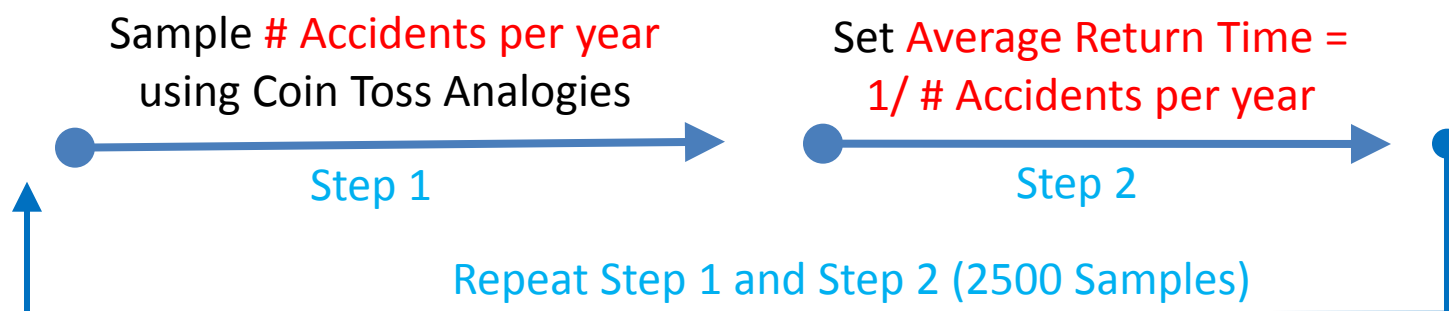 Sample # Accidents per year
using Coin Toss Analogies
Set Average Return Time =
1/ # Accidents per year
Step 1
Step 2
Repeat Step 1 and Step 2 (2500 Samples)